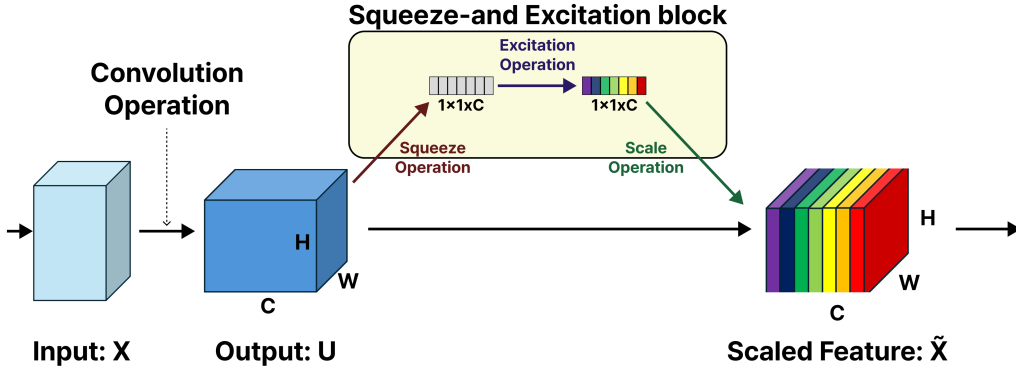 Squeeze-and Excitation block
Excitation
Operation
Convolution
Operation
1×1xC
1×1xC
Squeeze
Operation
Scale
Operation
H
W
C
H
W
C
Input: X
Output: U
Scaled Feature: X̃